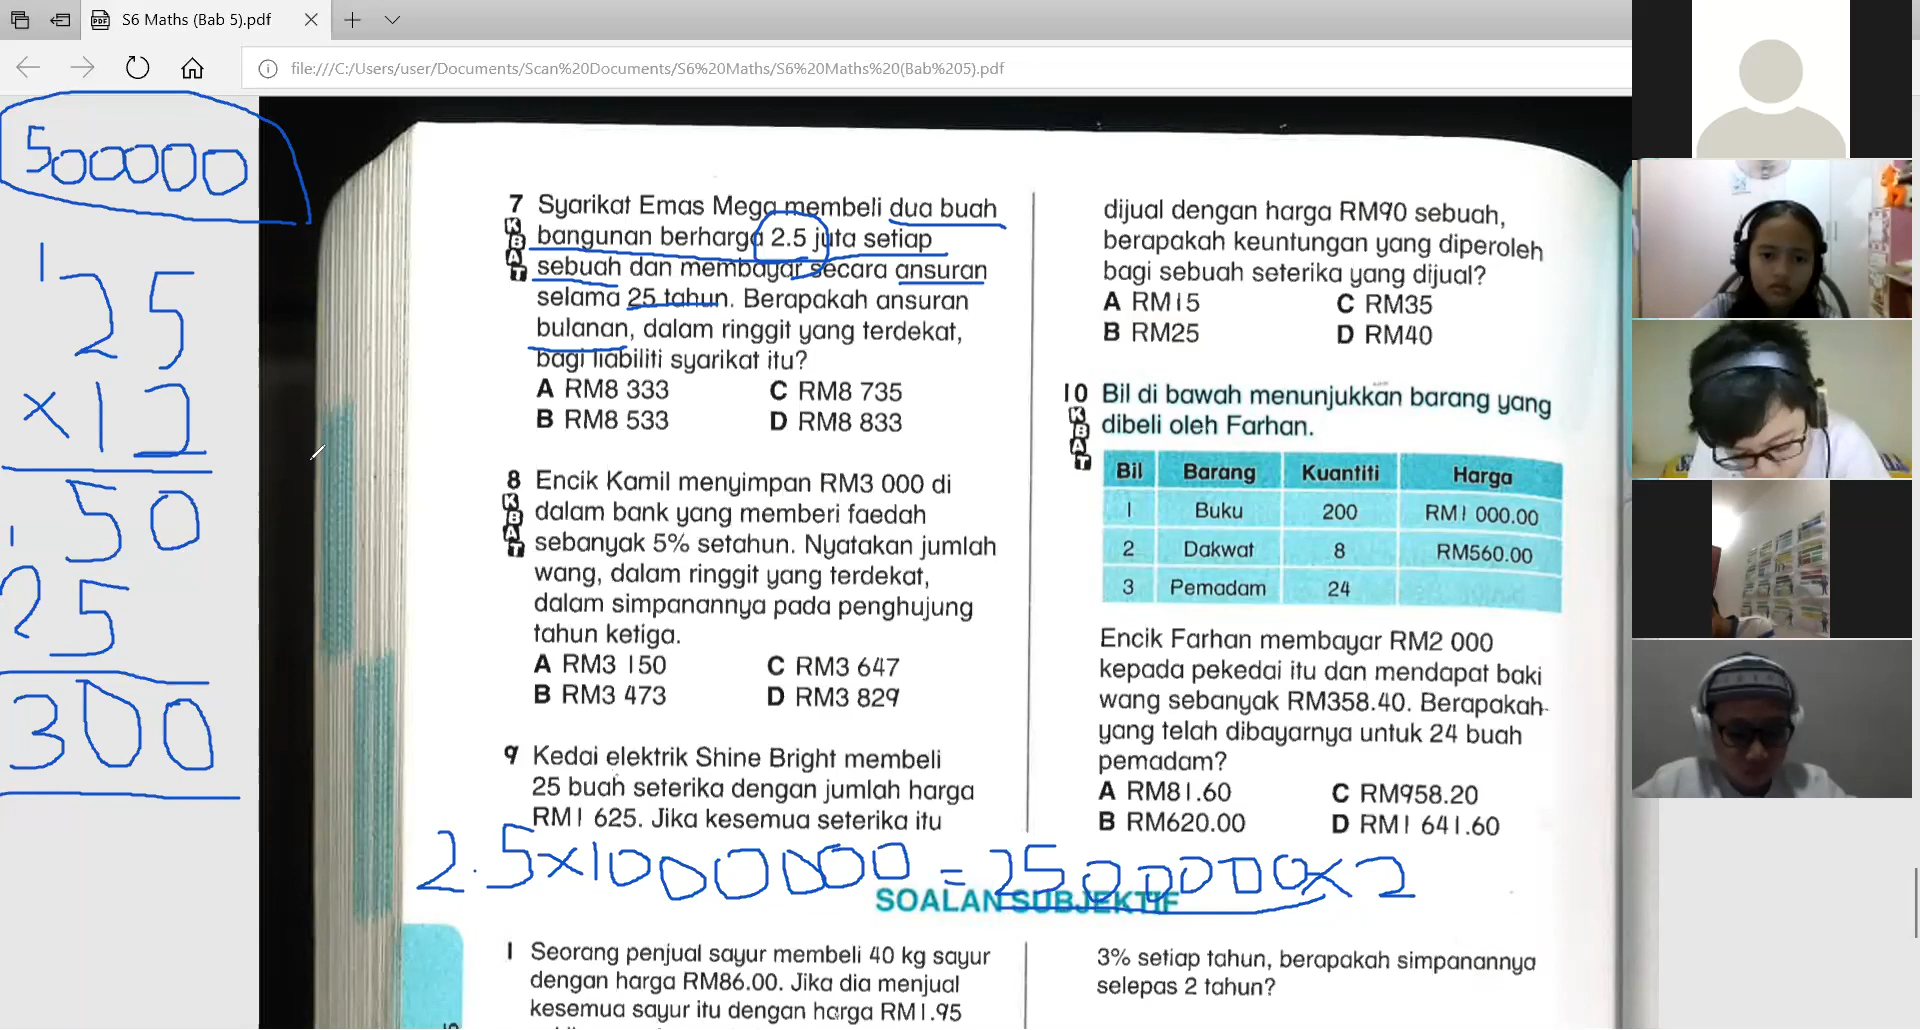 S6 Maths (Bab 5).pdf
file:///C:/Users/user/Documents/Scan%20Documents/S6%20Maths/S6%20Maths%20(Bab%205).pdf
500000
1
25
×12
50
1
25
300
7 Syarikat Emas Mega membeli dua buah
bangunan berharga 2.5 juta setiap
sebuah dan membayar secara ansuran
selama 25 tahun. Berapakah ansuran
bulanan, dalam ringgit yang terdekat,
bagi liabiliti syarikat itu?
KBAT
A RM8 333 C RM8 735
B RM8 533 D RM8 833
8 Encik Kamil menyimpan RM3 000 di
dalam bank yang memberi faedah
sebanyak 5% setahun. Nyatakan jumlah
wang, dalam ringgit yang terdekat,
dalam simpanannya pada penghujung
tahun ketiga.
KBAT
A RM3 150 C RM3 647
B RM3 473 D RM3 829
9 Kedai elektrik Shine Bright membeli
25 buah seterika dengan jumlah harga
RM1 625. Jika kesemua seterika itu
dijual dengan harga RM90 sebuah,
berapakah keuntungan yang diperoleh
bagi sebuah seterika yang dijual?
A RM15 C RM35
B RM25 D RM40
10 Bil di bawah menunjukkan barang yang
dibeli oleh Farhan.
KBAT
Bil Barang Kuantiti Harga
1 Buku 200 RM1 000.00
2 Dakwat 8 RM560.00
3 Pemadam 24
Encik Farhan membayar RM2 000
kepada pekedai itu dan mendapat baki
wang sebanyak RM358.40. Berapakah
yang telah dibayarnya untuk 24 buah
pemadam?
A RM81.60 C RM958.20
B RM620.00 D RM1 641.60
2.5×1000000 = 2500000×2
SOALAN SUBJEKTIF
1 Seorang penjual sayur membeli 40 kg sayur
dengan harga RM86.00. Jika dia menjual
kesemua sayur itu dengan harga RM1.95
3% setiap tahun, berapakah simpanannya
selepas 2 tahun?